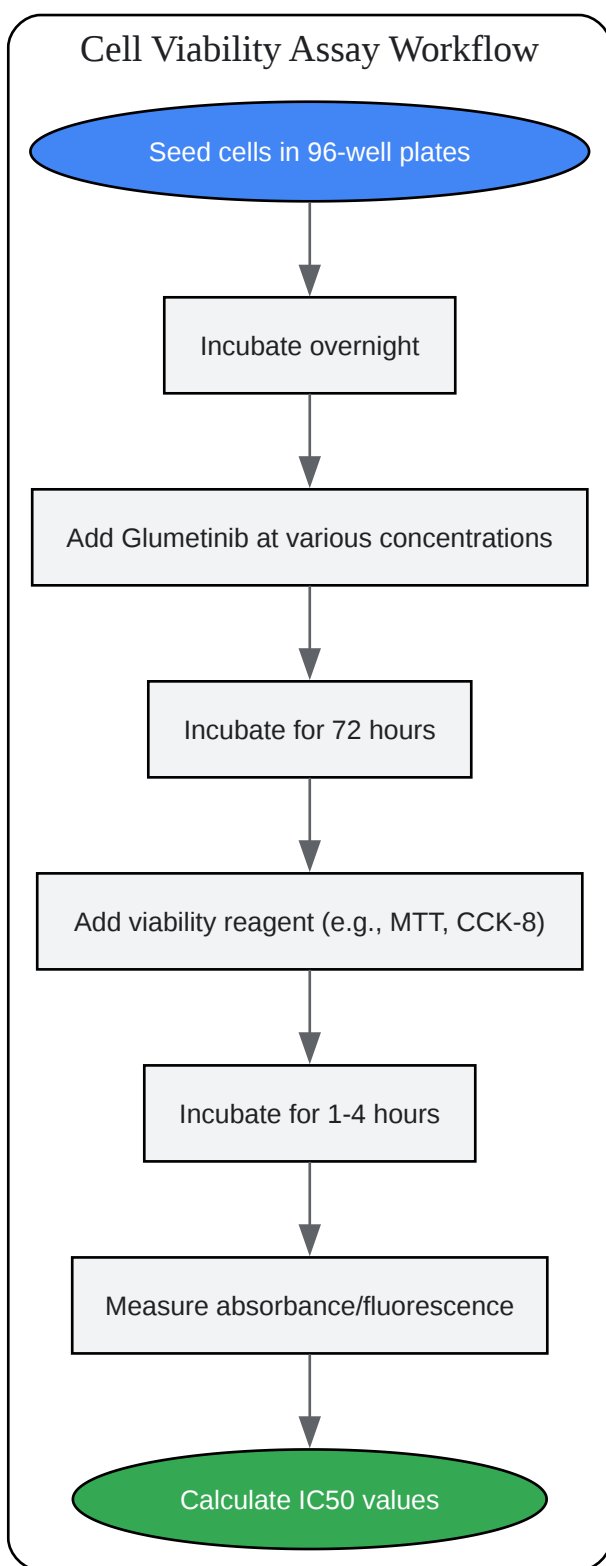 Cell Viability Assay Workflow
Seed cells in 96-well plates
Incubate overnight
Add Glumetinib at various concentrations
Incubate for 72 hours
Add viability reagent (e.g., MTT, CCK-8)
Incubate for 1-4 hours
Measure absorbance/fluorescence
Calculate IC50 values